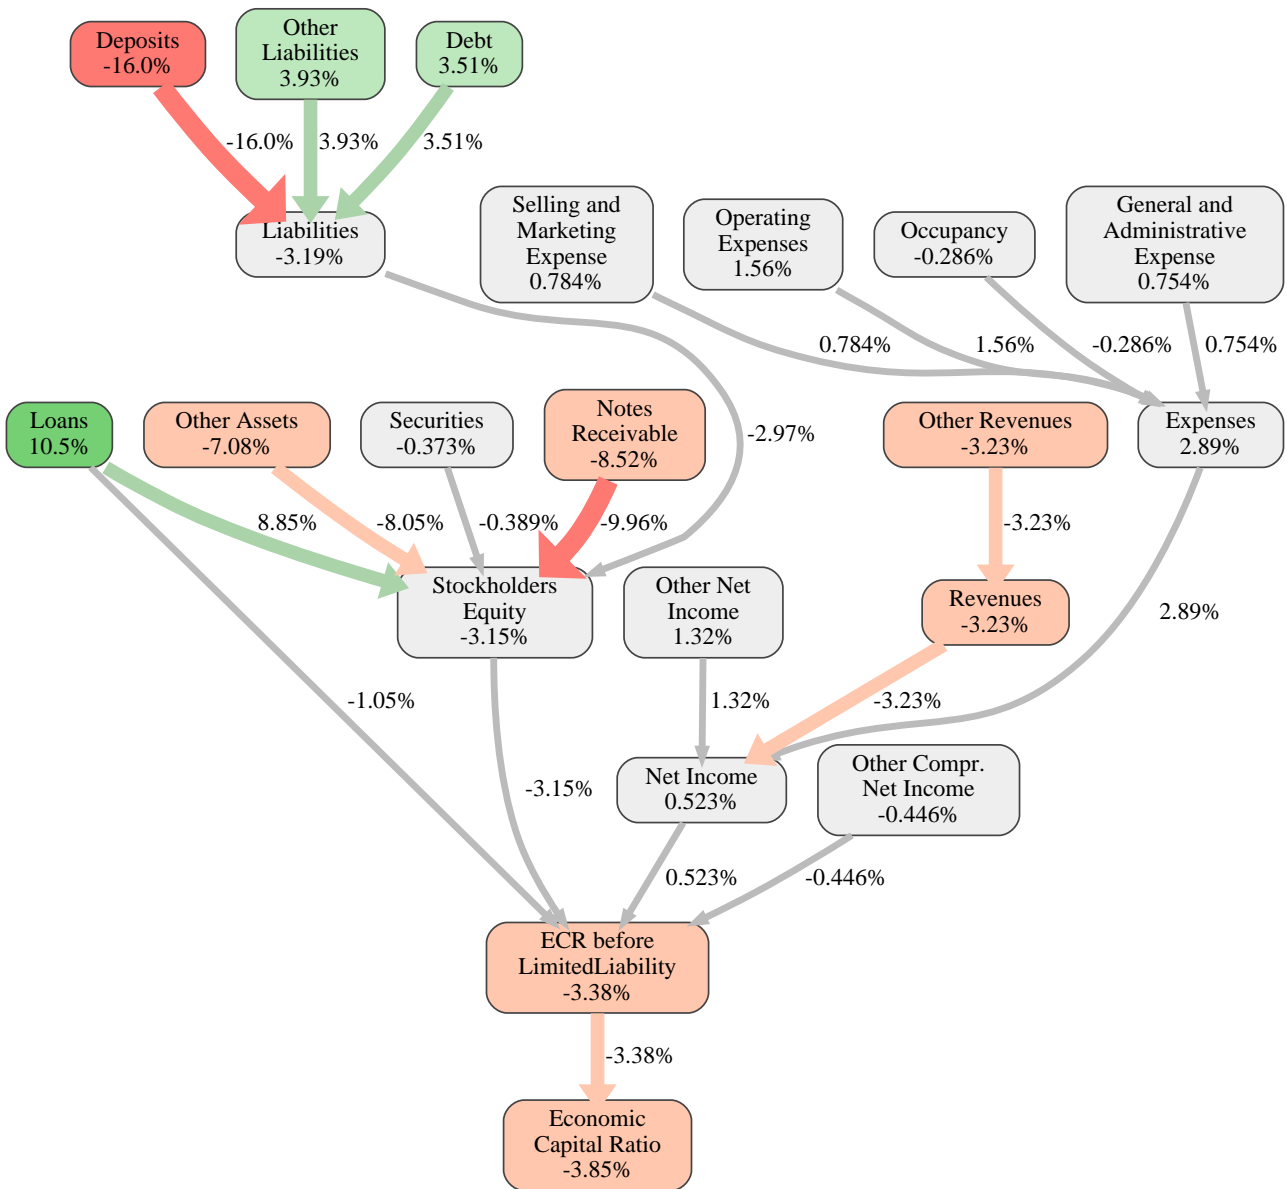 Deposits
-16.0%
Other
Liabilities
3.93%
Debt
3.51%
-16.0%
3.93%
3.51%
Liabilities
-3.19%
Selling and
Marketing
Expense
0.784%
Operating
Expenses
1.56%
Occupancy
-0.286%
General and
Administrative
Expense
0.754%
0.784%
1.56%
-0.286%
0.754%
Loans
10.5%
Other Assets
-7.08%
Securities
-0.373%
Notes
Receivable
-8.52%
-2.97%
Other Revenues
-3.23%
Expenses
2.89%
8.85%
-8.05%
-0.389%
-9.96%
-3.23%
Stockholders
Equity
-3.15%
Other Net
Income
1.32%
Revenues
-3.23%
2.89%
-1.05%
1.32%
-3.23%
-3.15%
Net Income
0.523%
Other Compr.
Net Income
-0.446%
0.523%
-0.446%
ECR before
LimitedLiability
-3.38%
-3.38%
Economic
Capital Ratio
-3.85%